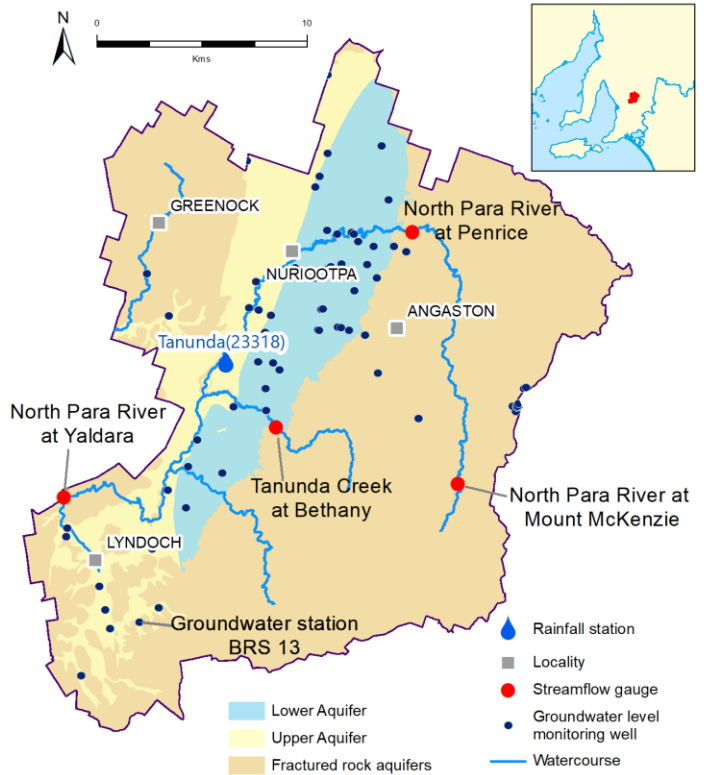 N
0
10
Kms
GREENOCK
North Para River
at Penrice
NURIOOTPA
ANGASTON
Tanunda(23318)
North Para River
at Yaldara
Tanunda Creek
at Bethany
North Para River at
Mount McKenzie
LYNDOCH
Groundwater station
BRS 13
Rainfall station
Locality
Streamflow gauge
Groundwater level
monitoring well
Watercourse
Lower Aquifer
Upper Aquifer
Fractured rock aquifers